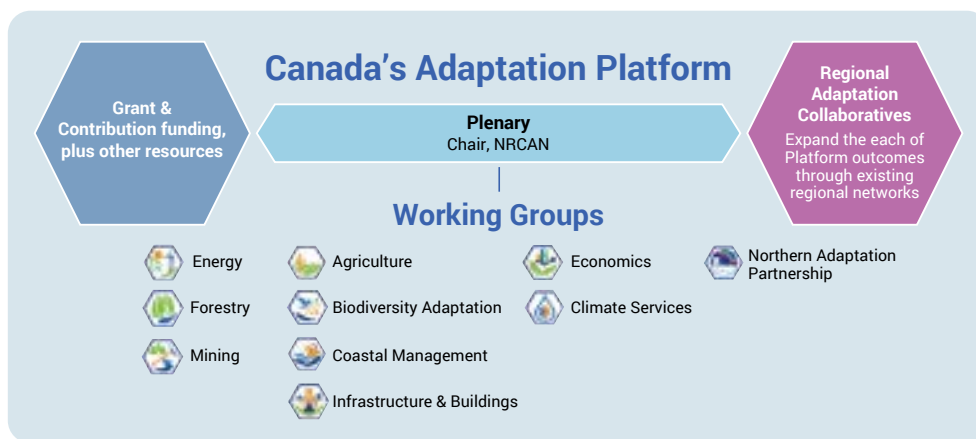 Canada's Adaptation Platform
Grant &
Contribution funding,
plus other resources
Plenary
Chair, NRCAN
Regional
Adaptation
Collaboratives
Expand the each of
Platform outcomes
through existing
regional networks
Working Groups
Energy
Forestry
Mining
Agriculture
Biodiversity Adaptation
Coastal Management
Infrastructure & Buildings
Economics
Climate Services
Northern Adaptation
Partnership